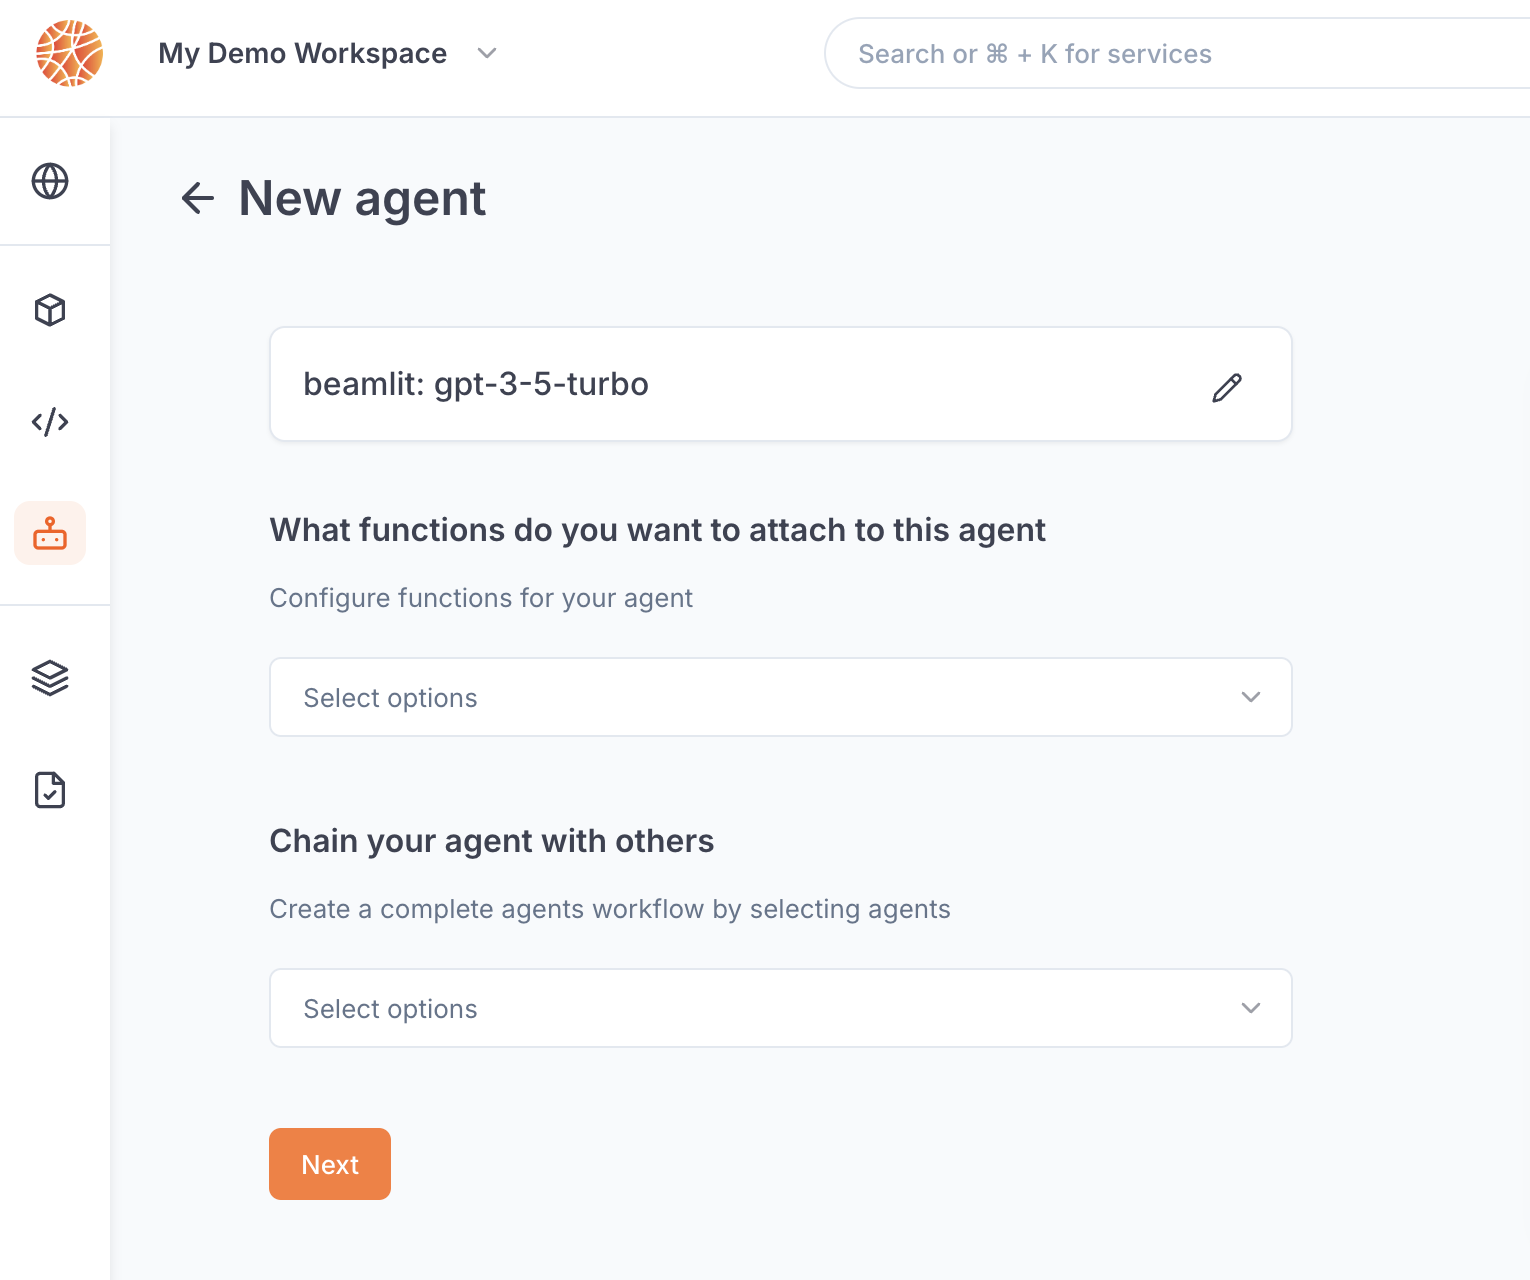 My Demo Workspace
Search or ⌘ + K for services
New agent
beamlit: gpt-3-5-turbo
What functions do you want to attach to this agent
Configure functions for your agent
Select options
Chain your agent with others
Create a complete agents workflow by selecting agents
Select options
Next